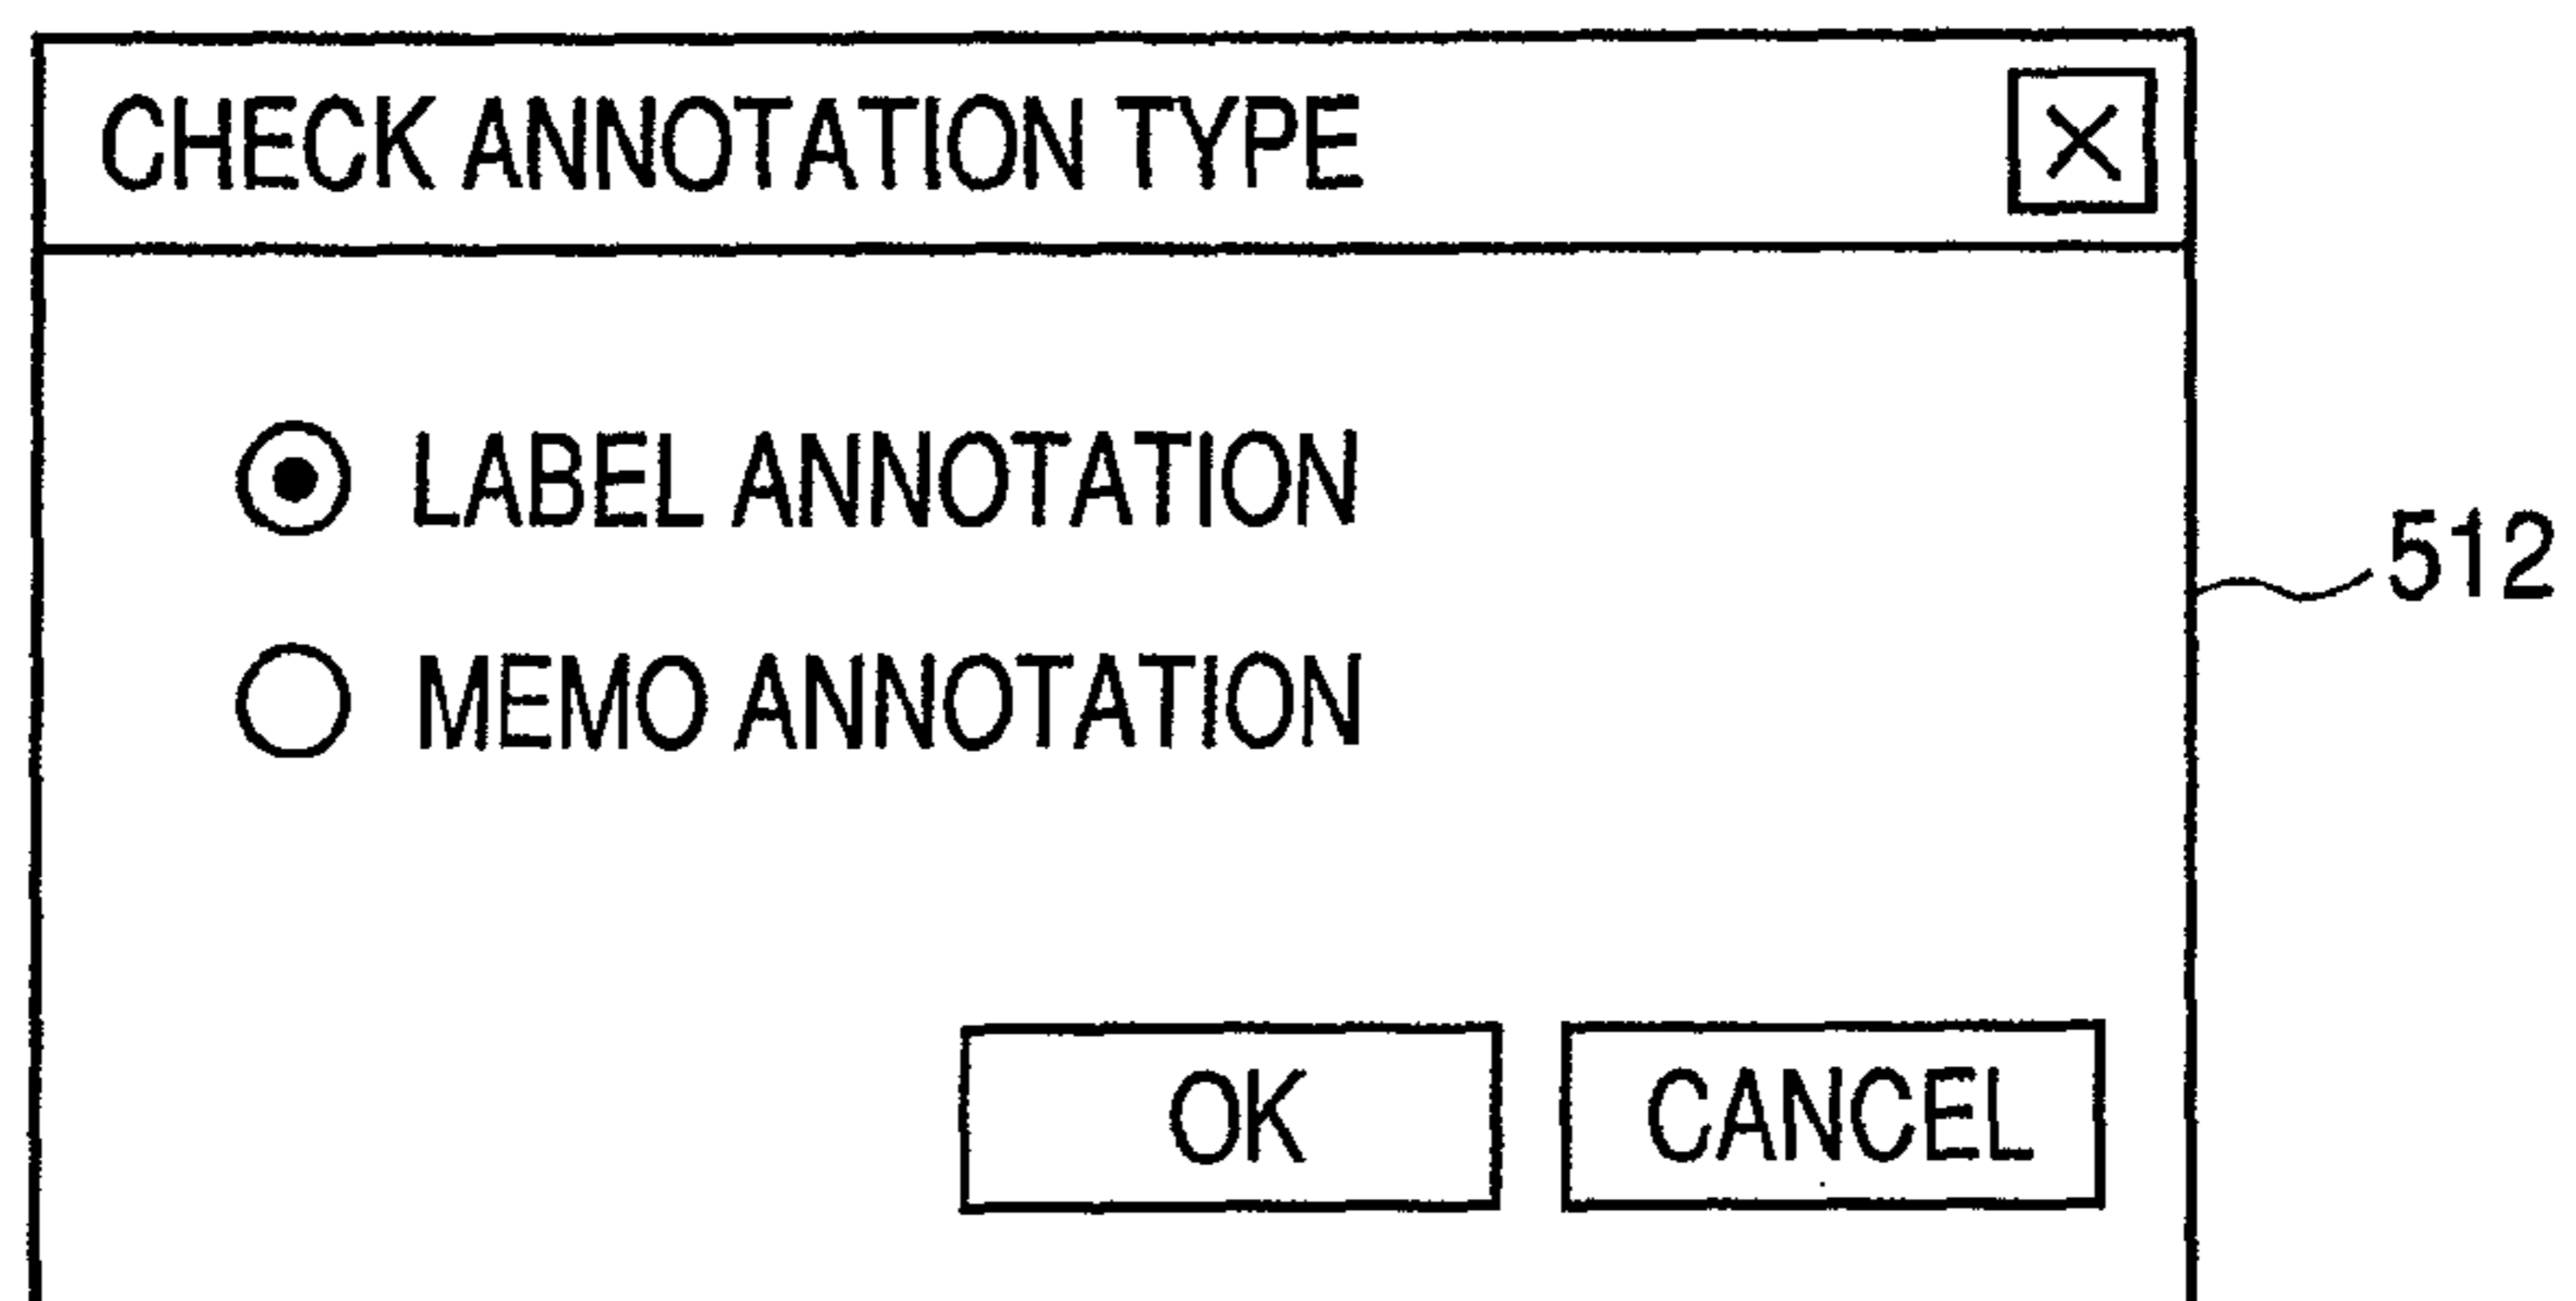 CHECK ANNOTATION TYPE
LABEL ANNOTATION
512
MEMO ANNOTATION
OK CANCEL